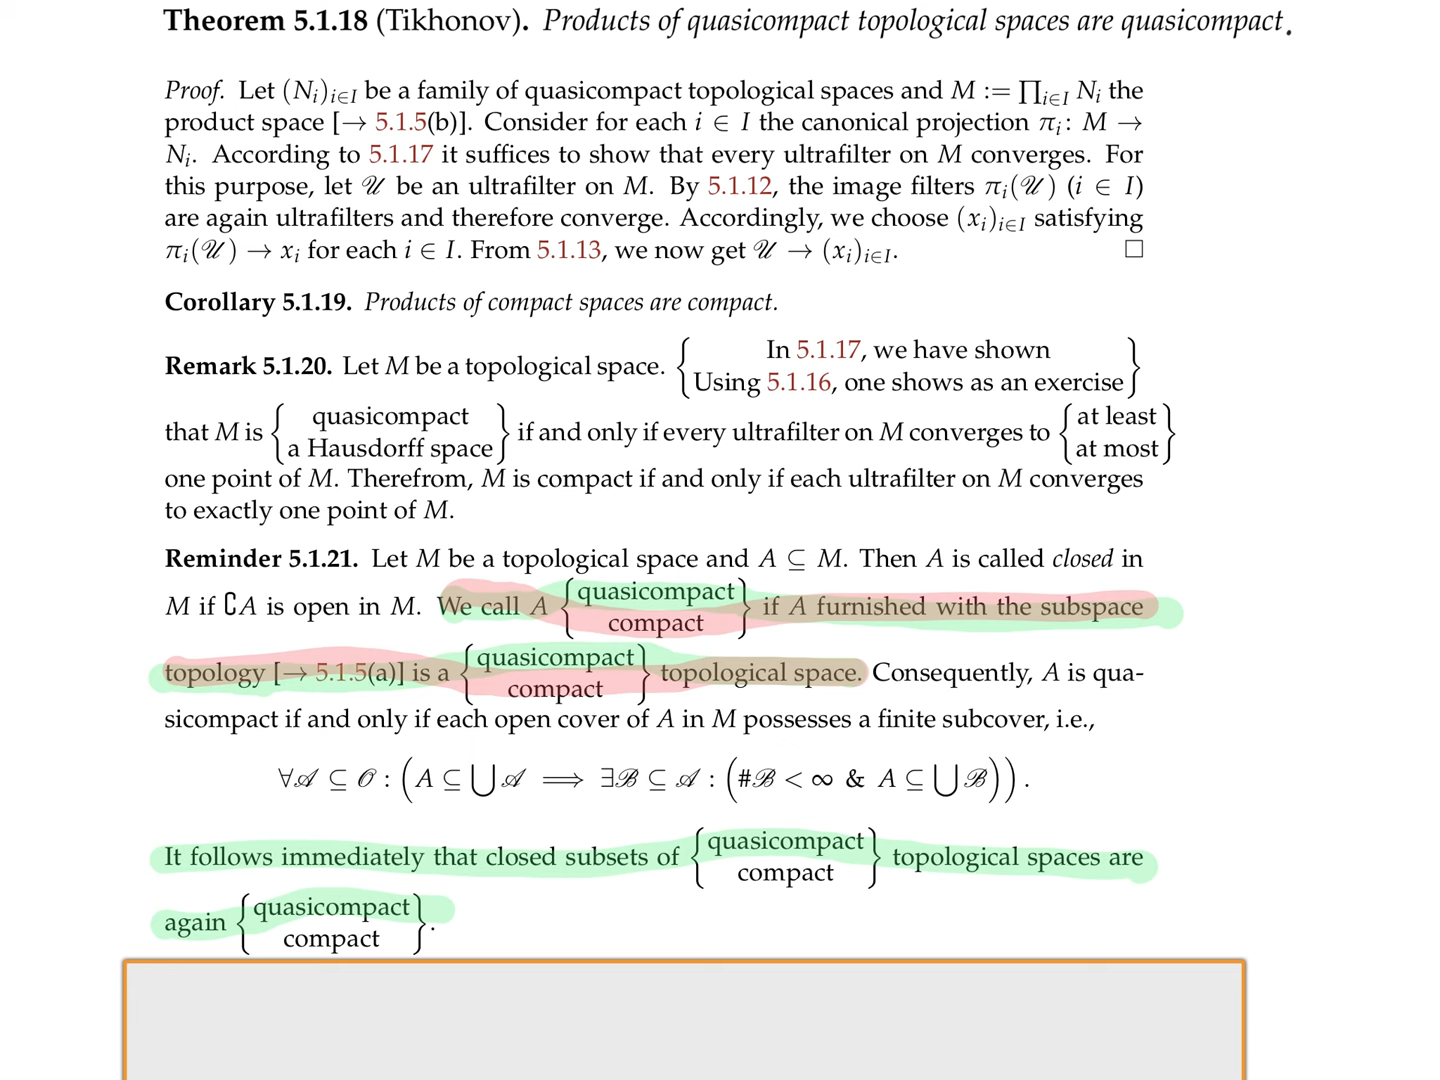 Theorem 5.1.18 (Tikhonov). Products of quasicompact topological spaces are quasicompact.
Proof. Let (N_i)_{i∈I} be a family of quasicompact topological spaces and M := ∏_{i∈I} N_i the
product space [→ 5.1.5(b)]. Consider for each i ∈ I the canonical projection π_i : M →
N_i. According to 5.1.17 it suffices to show that every ultrafilter on M converges. For
this purpose, let 𝒰 be an ultrafilter on M. By 5.1.12, the image filters π_i(𝒰) (i ∈ I)
are again ultrafilters and therefore converge. Accordingly, we choose (x_i)_{i∈I} satisfying
π_i(𝒰) → x_i for each i ∈ I. From 5.1.13, we now get 𝒰 → (x_i)_{i∈I}. □
Corollary 5.1.19. Products of compact spaces are compact.
Remark 5.1.20. Let M be a topological space. { In 5.1.17, we have shown / Using 5.1.16, one shows as an exercise }
that M is { quasicompact / a Hausdorff space } if and only if every ultrafilter on M converges to { at least / at most }
one point of M. Therefrom, M is compact if and only if each ultrafilter on M converges
to exactly one point of M.
Reminder 5.1.21. Let M be a topological space and A ⊆ M. Then A is called closed in
M if ∁A is open in M. We call A { quasicompact / compact } if A furnished with the subspace
topology [→ 5.1.5(a)] is a { quasicompact / compact } topological space. Consequently, A is qua-
sicompact if and only if each open cover of A in M possesses a finite subcover, i.e.,
∀𝒜 ⊆ 𝒪 : (A ⊆ ⋃𝒜 ⟹ ∃ℬ ⊆ 𝒜 : (#ℬ < ∞ & A ⊆ ⋃ℬ)).
It follows immediately that closed subsets of { quasicompact / compact } topological spaces are
again { quasicompact / compact }.